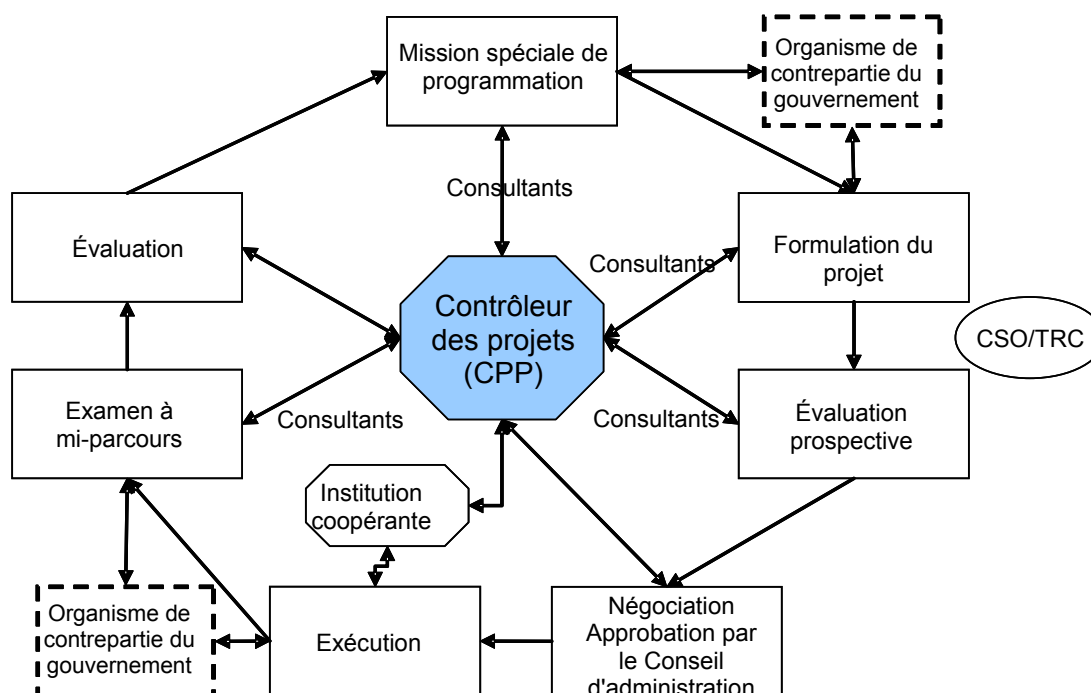 Mission spéciale de
programmation
Organisme de
contrepartie du
gouvernement
Consultants
Évaluation
Formulation du
projet
Consultants
Contrôleur
des projets
(CPP)
CSO/TRC
Examen à
mi-parcours
Consultants
Consultants
Évaluation
prospective
Institution
coopérante
Organisme de
contrepartie du
gouvernement
Exécution
Négociation
Approbation par
le Conseil
d'administration